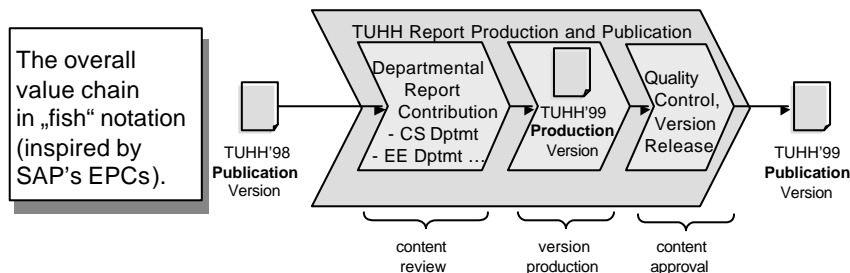 The overall
value chain
in „fish“ notation
(inspired by
SAP's EPCs).
TUHH'98
Publication
Version
TUHH Report Production and Publication
Departmental
Report
Contribution
- CS Dptmt
- EE Dptmt ...
TUHH'99
Production
Version
Quality
Control,
Version
Release
TUHH'99
Publication
Version
content
review
version
production
content
approval